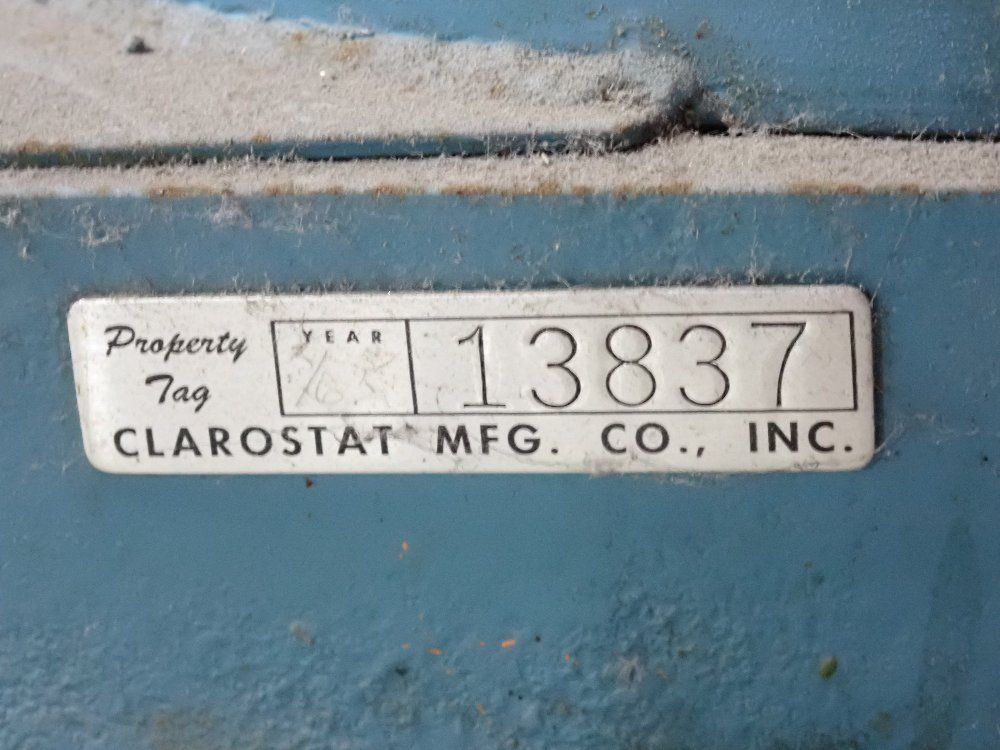 Property
Tag
YEAR
13837
CLAROSTAT MFG. CO., INC.